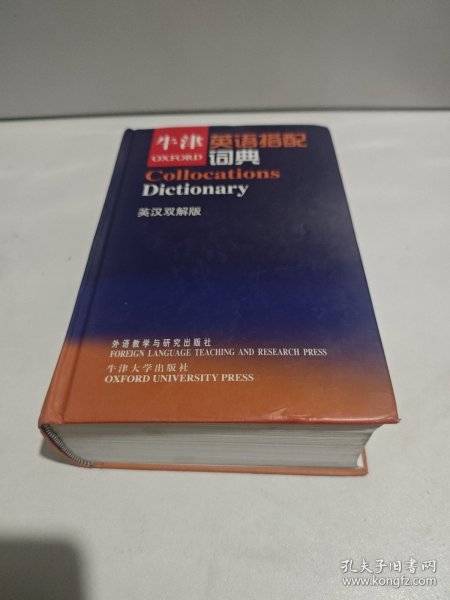 牛津 英语搭配
OXFORD 词典
Collocations
Dictionary
英汉双解版
外语教学与研究出版社
FOREIGN LANGUAGE TEACHING AND RESEARCH PRESS
牛津大学出版社
OXFORD UNIVERSITY PRESS
孔夫子旧书网
www.kongfz.com